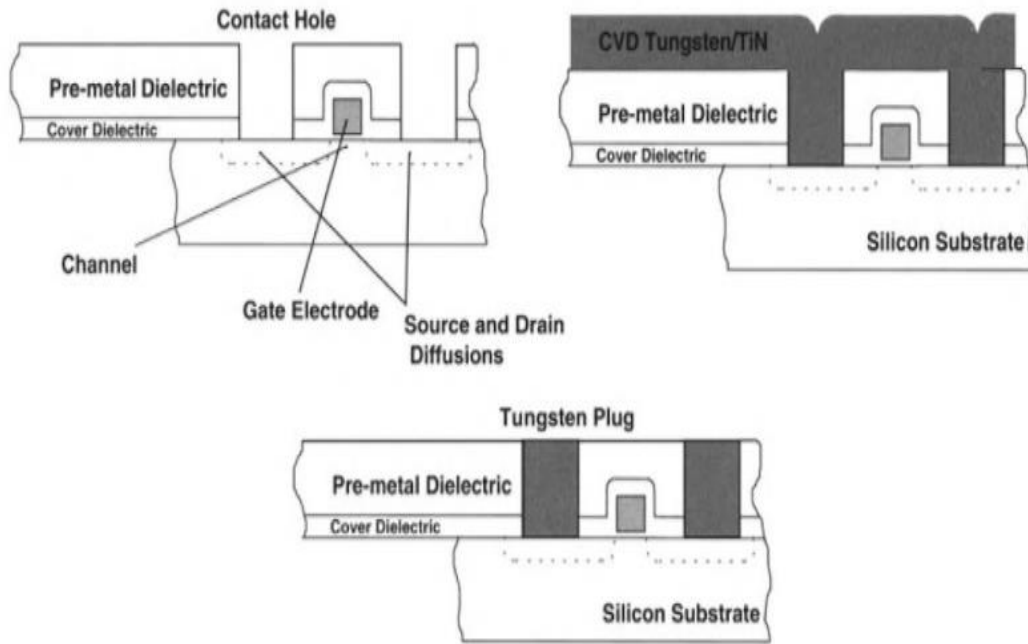 Contact Hole
Pre-metal Dielectric
Cover Dielectric
Channel
Gate Electrode
Source and Drain
Diffusions
CVD Tungsten/TiN
Pre-metal Dielectric
Cover Dielectric
Silicon Substrate
Tungsten Plug
Pre-metal Dielectric
Cover Dielectric
Silicon Substrate